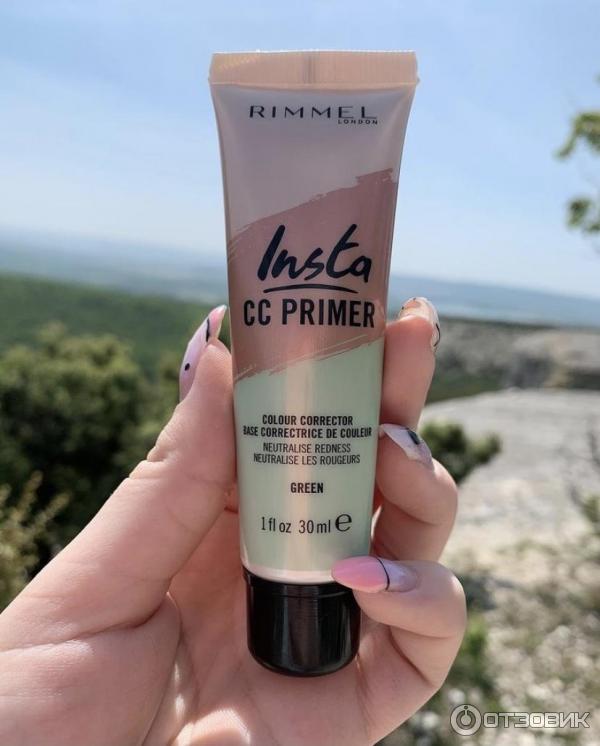 RIMMEL
LONDON
Insta
CC PRIMER
COLOUR CORRECTOR
BASE CORRECTRICE DE COULEUR
NEUTRALISE REDNESS
NEUTRALISE LES ROUGEURS
GREEN
1 fl oz 30 ml ℮
ОТЗОВИК